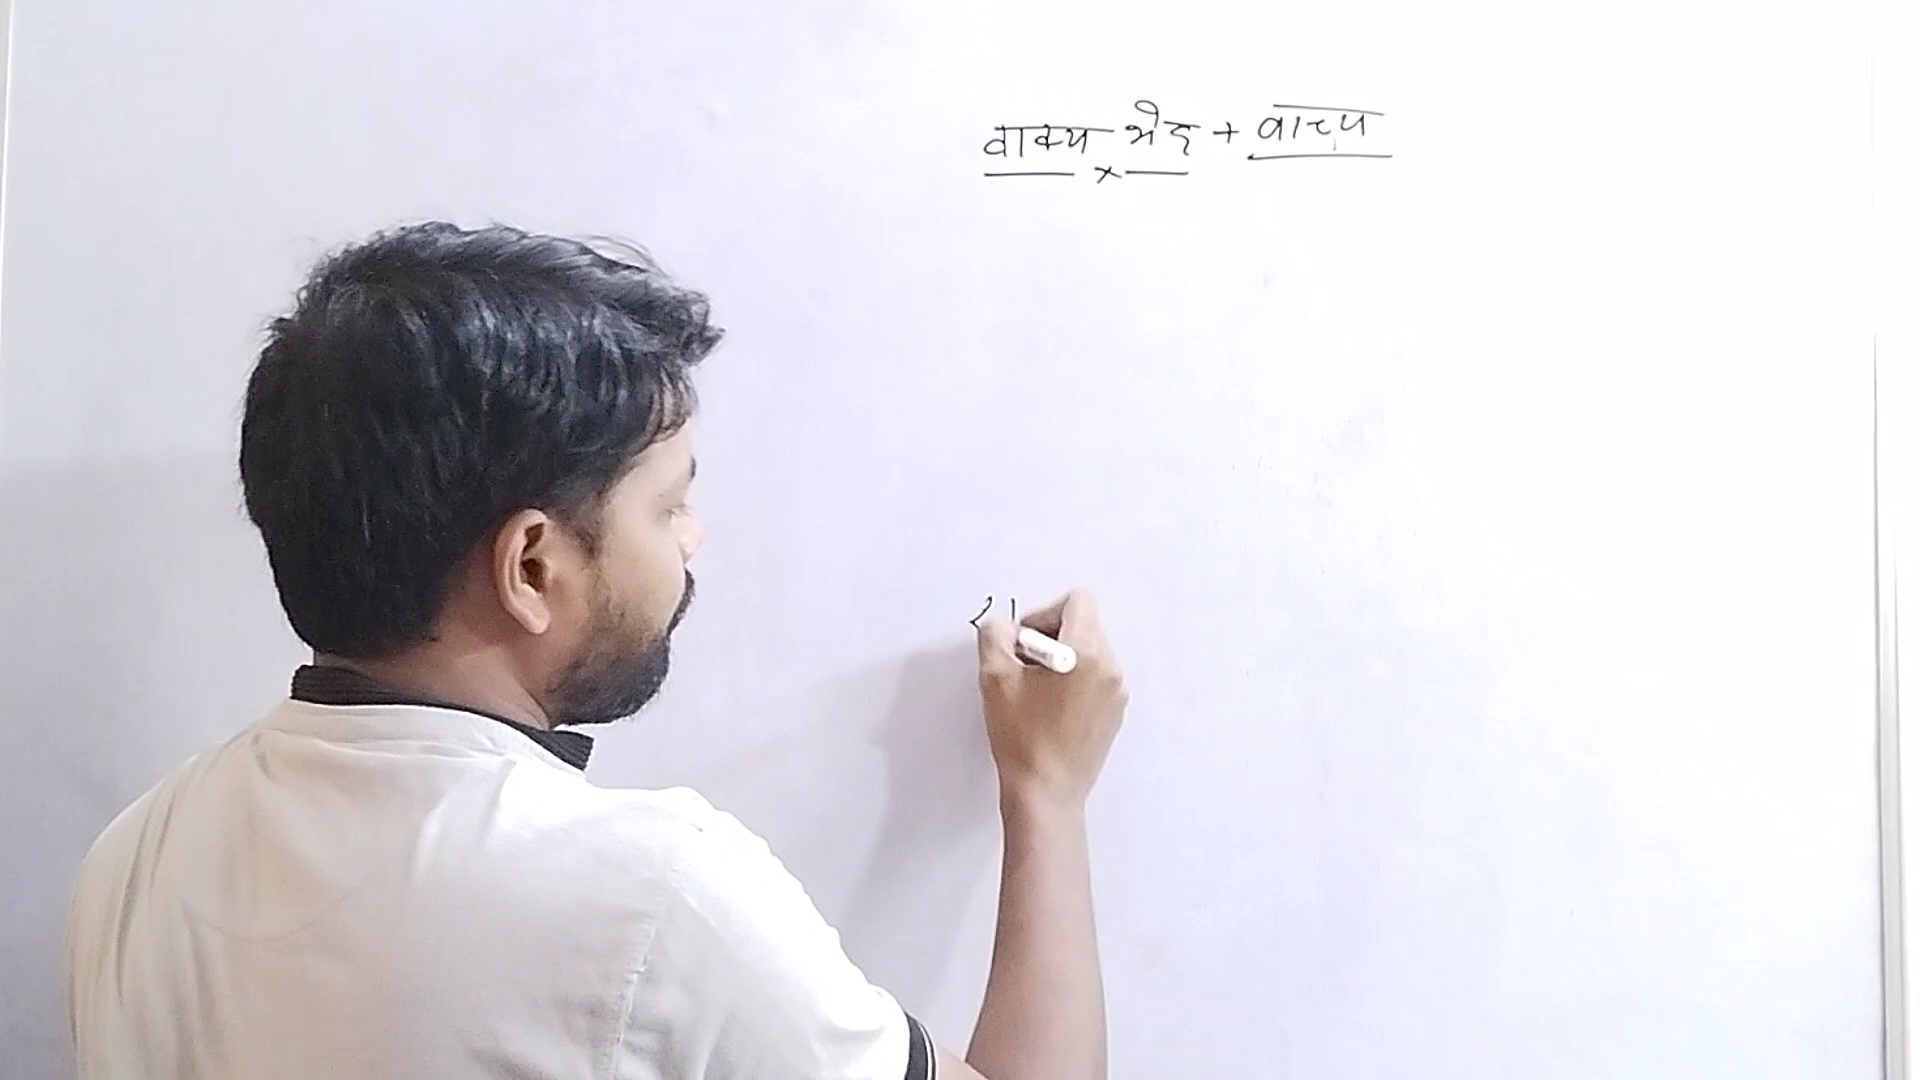 वाक्य भेद + वाच्य